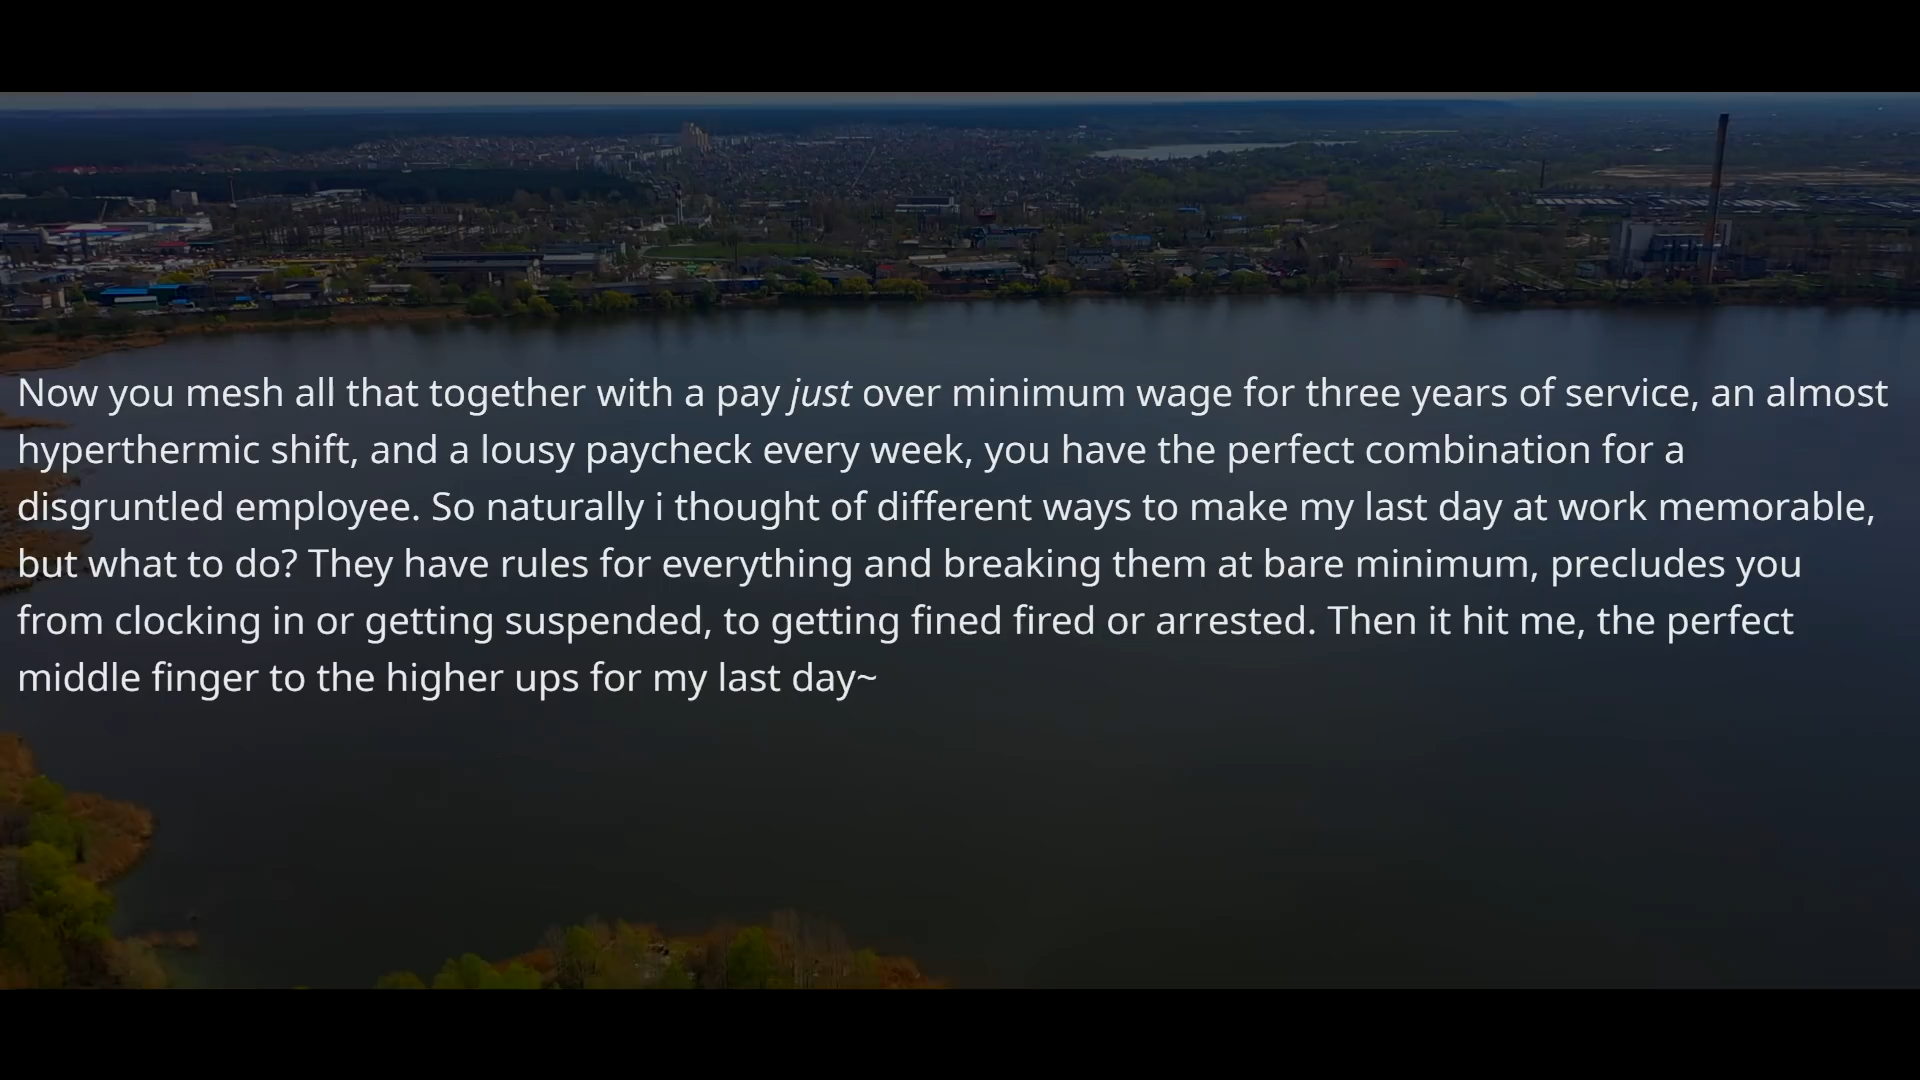 Now you mesh all that together with a pay just over minimum wage for three years of service, an almost
hyperthermic shift, and a lousy paycheck every week, you have the perfect combination for a
disgruntled employee. So naturally i thought of different ways to make my last day at work memorable,
but what to do? They have rules for everything and breaking them at bare minimum, precludes you
from clocking in or getting suspended, to getting fined fired or arrested. Then it hit me, the perfect
middle finger to the higher ups for my last day~